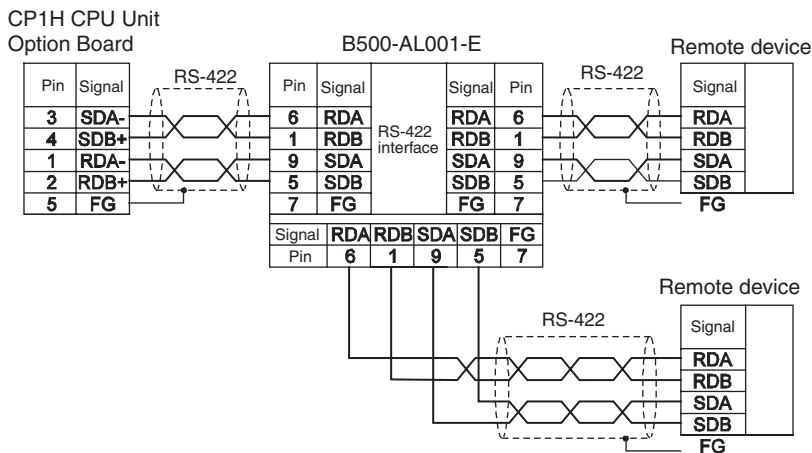 CP1H CPU Unit
Option Board
B500-AL001-E
Remote device
Pin Signal
RS-422
Pin Signal
Signal Pin
RS-422
Signal
3 SDA-
4 SDB+
1 RDA-
2 RDB+
5 FG
6 RDA
1 RDB
9 SDA
5 SDB
7 FG
RS-422
interface
RDA 6
RDB 1
SDA 9
SDB 5
FG 7
RDA
RDB
SDA
SDB
FG
Signal RDA RDB SDA SDB FG
Pin 6 1 9 5 7
Remote device
RS-422
Signal
RDA
RDB
SDA
SDB
FG